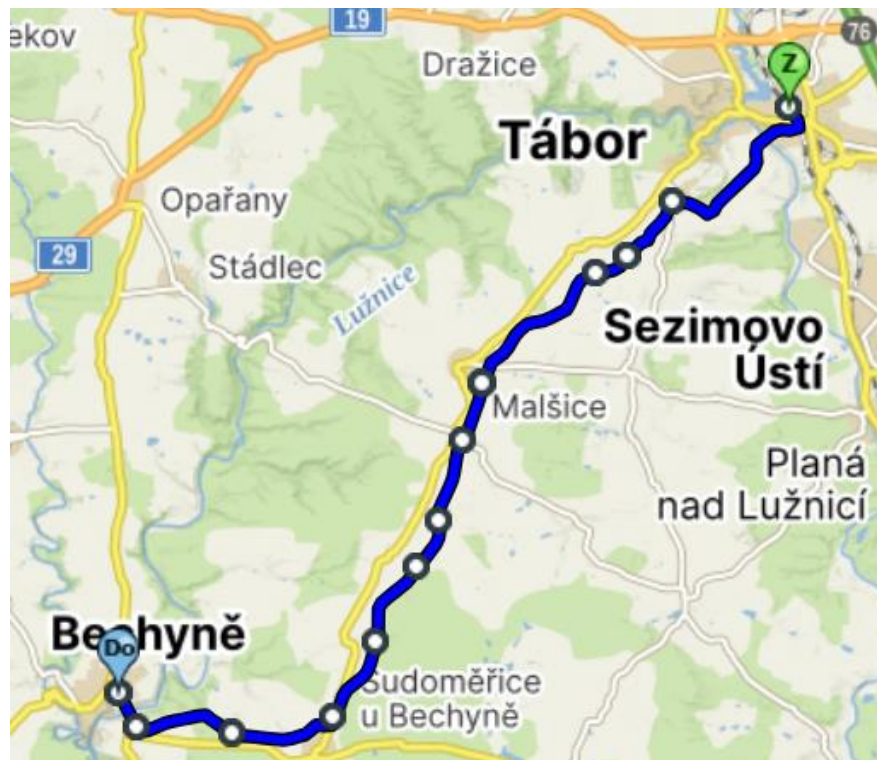 ekov
19
76
Z
Dražice
Tábor
Opařany
29
Stádlec
Lužnice
Sezimovo
Ústí
Malšice
Planá
nad Lužnicí
Bechyně
Do
Sudoměřice
u Bechyně